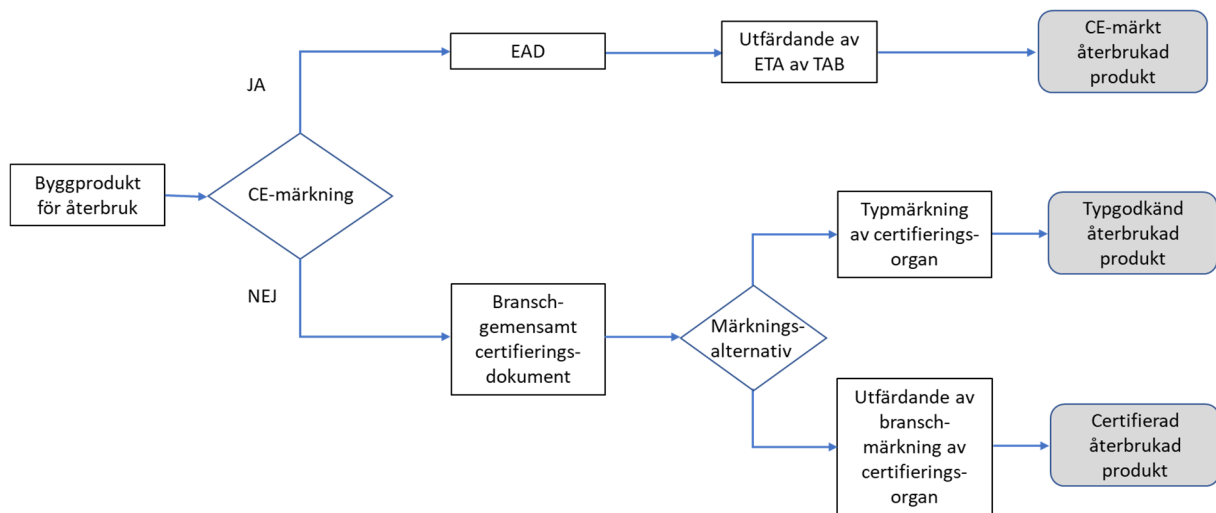 EAD
Utfärdande av
ETA av TAB
CE-märkt
återbrukad
produkt
JA
Byggprodukt
för återbruk
CE-märkning
NEJ
Bransch-
gemensamt
certifierings-
dokument
Märknings-
alternativ
Typmärkning
av certifierings-
organ
Typgodkänd
återbrukad
produkt
Utfärdande av
bransch-
märkning av
certifierings-
organ
Certifierad
återbrukad
produkt